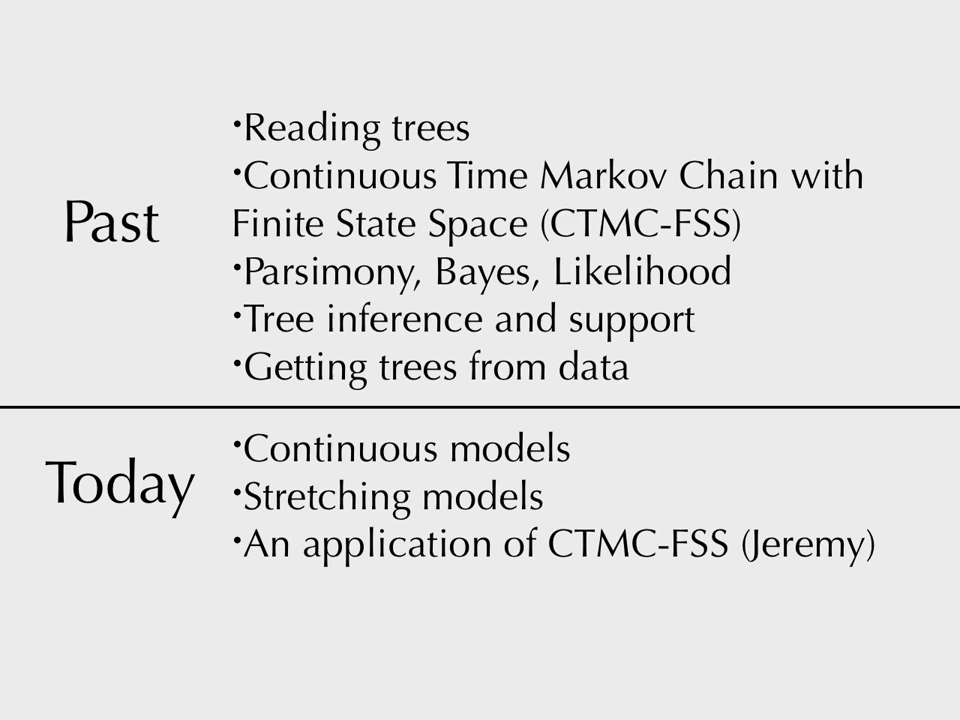 Past
•Reading trees
•Continuous Time Markov Chain with
Finite State Space (CTMC-FSS)
•Parsimony, Bayes, Likelihood
•Tree inference and support
•Getting trees from data
Today
•Continuous models
•Stretching models
•An application of CTMC-FSS (Jeremy)